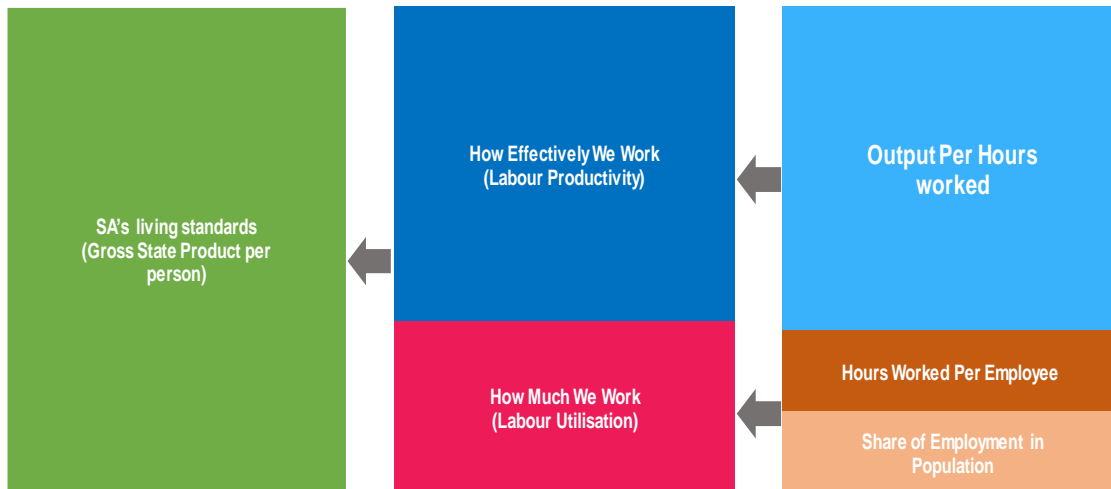 SA's living standards
(Gross State Product per
person)
How Effectively We Work
(Labour Productivity)
How Much We Work
(Labour Utilisation)
Output Per Hours
worked
Hours Worked Per Employee
Share of Employment in
Population